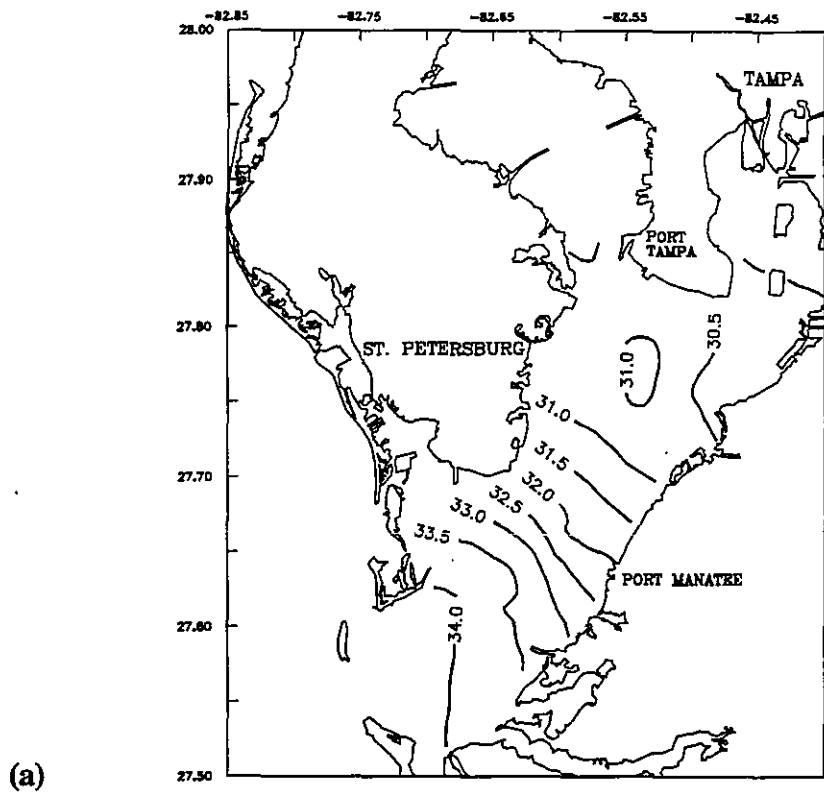 -82.85 -82.75 -82.65 -82.55 -82.45
28.00
TAMPA
27.90
PORT
TAMPA
27.80
30.5
ST. PETERSBURG
31.0
31.0
31.5
27.70
32.0
32.5
33.0
33.5
PORT MANATEE
27.60
34.0
27.50
(a)